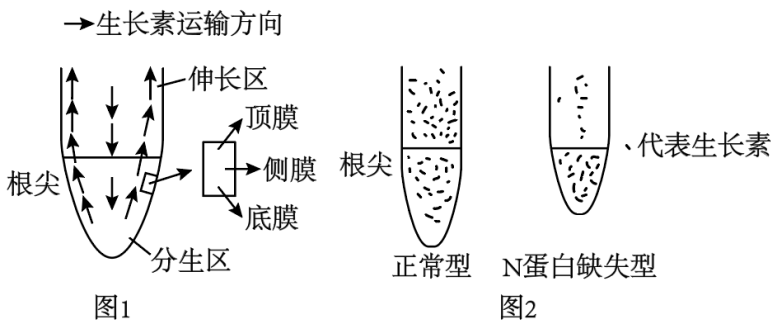 →生长素运输方向
伸长区
顶膜
侧膜
底膜
根尖
分生区
图1
根尖
、代表生长素
正常型
N蛋白缺失型
图2